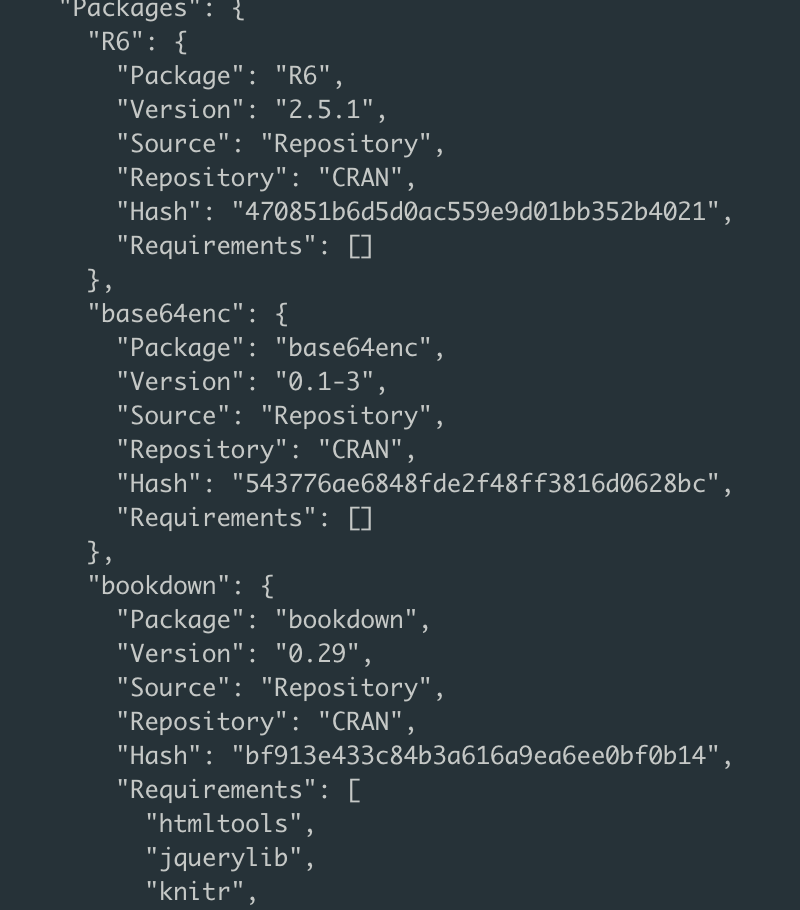 "Packages": {
"R6": {
"Package": "R6",
"Version": "2.5.1",
"Source": "Repository",
"Repository": "CRAN",
"Hash": "470851b6d5d0ac559e9d01bb352b4021",
"Requirements": []
},
"base64enc": {
"Package": "base64enc",
"Version": "0.1-3",
"Source": "Repository",
"Repository": "CRAN",
"Hash": "543776ae6848fde2f48ff3816d0628bc",
"Requirements": []
},
"bookdown": {
"Package": "bookdown",
"Version": "0.29",
"Source": "Repository",
"Repository": "CRAN",
"Hash": "bf913e433c84b3a616a9ea6ee0bf0b14",
"Requirements": [
"htmltools",
"jquerylib",
"knitr",